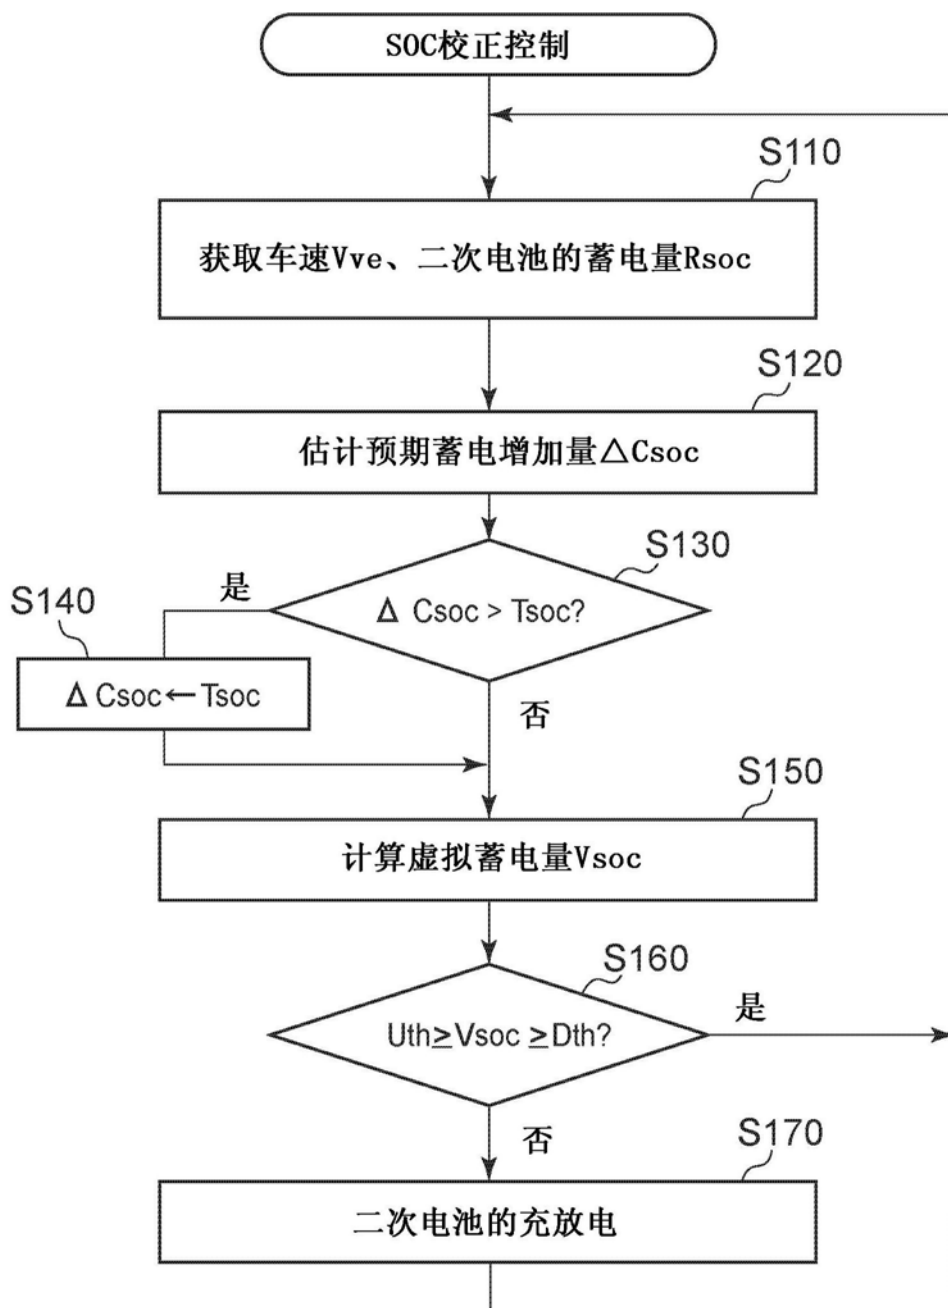 SOC校正控制
S110
获取车速Vve、二次电池的蓄电量Rsoc
S120
估计预期蓄电增加量△Csoc
S130
是
Δ Csoc > Tsoc?
S140
Δ Csoc ← Tsoc
否
S150
计算虚拟蓄电量Vsoc
S160
Uth≥Vsoc ≥Dth?
是
否
S170
二次电池的充放电